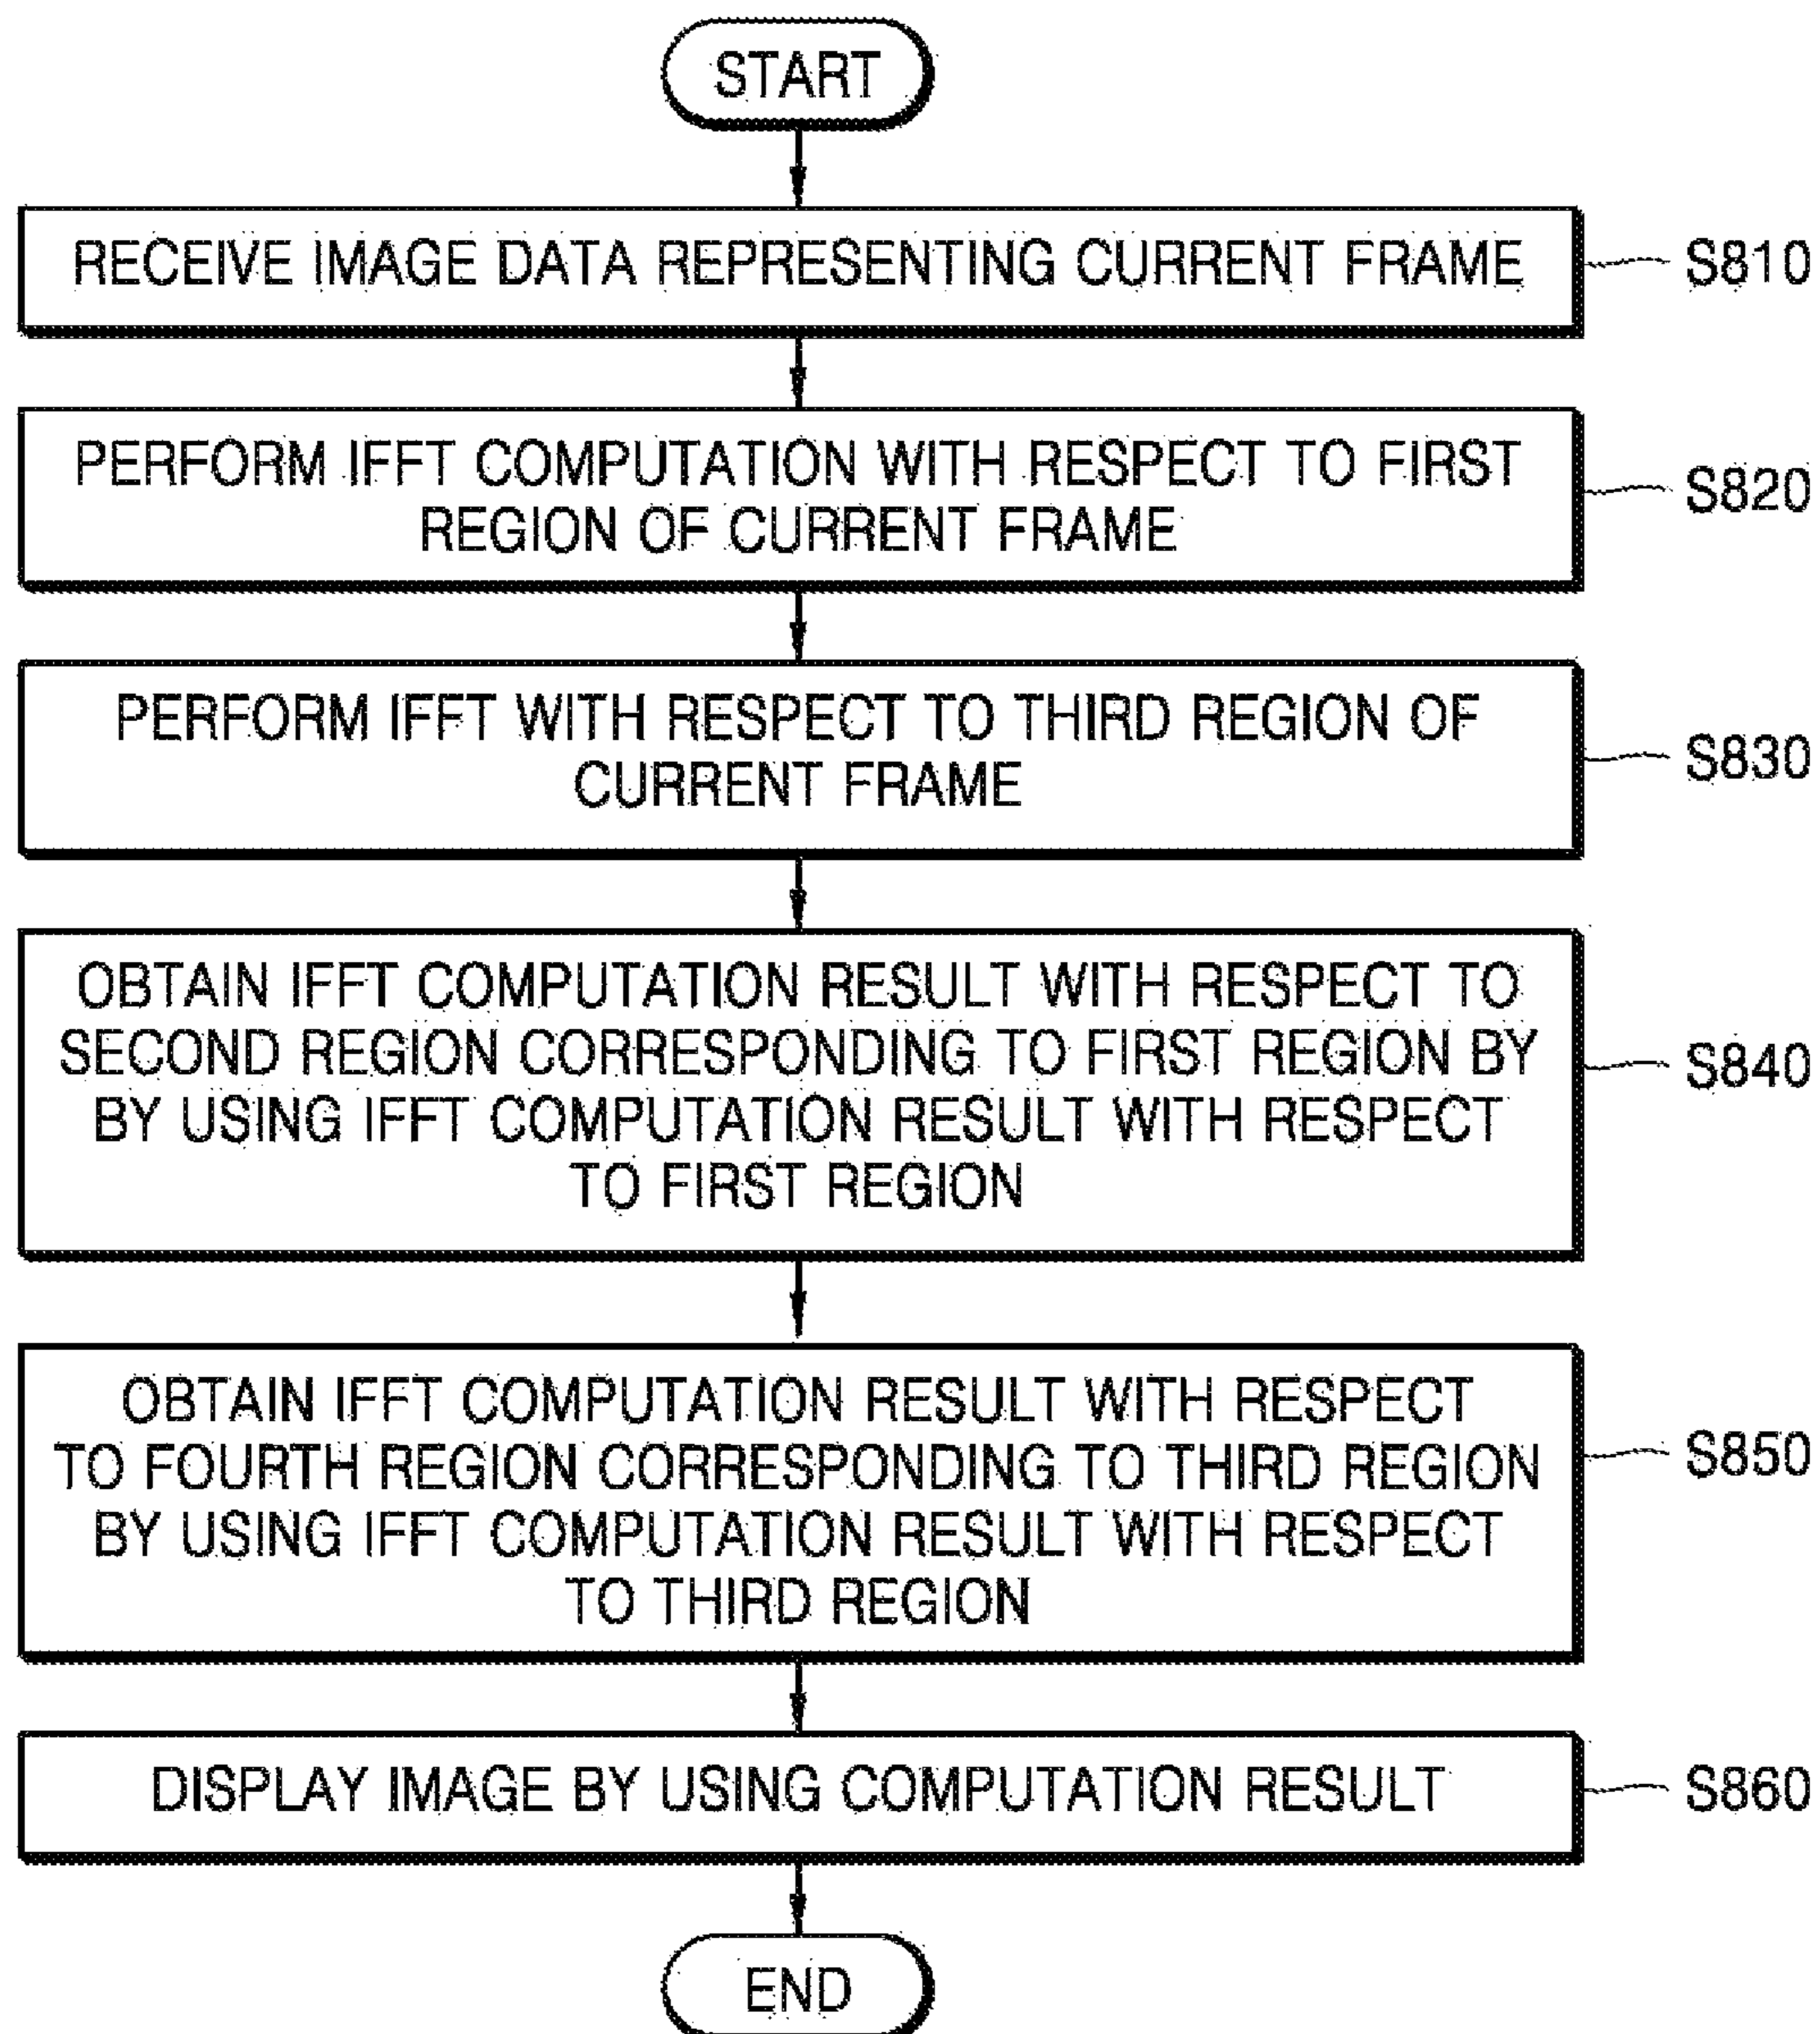 START
RECEIVE IMAGE DATA REPRESENTING CURRENT FRAME
S810
PERFORM IFFT COMPUTATION WITH RESPECT TO FIRST
REGION OF CURRENT FRAME
S820
PERFORM IFFT WITH RESPECT TO THIRD REGION OF
CURRENT FRAME
S830
OBTAIN IFFT COMPUTATION RESULT WITH RESPECT TO
SECOND REGION CORRESPONDING TO FIRST REGION BY
BY USING IFFT COMPUTATION RESULT WITH RESPECT
TO FIRST REGION
S840
OBTAIN IFFT COMPUTATION RESULT WITH RESPECT
TO FOURTH REGION CORRESPONDING TO THIRD REGION
BY USING IFFT COMPUTATION RESULT WITH RESPECT
TO THIRD REGION
S850
DISPLAY IMAGE BY USING COMPUTATION RESULT
S860
END